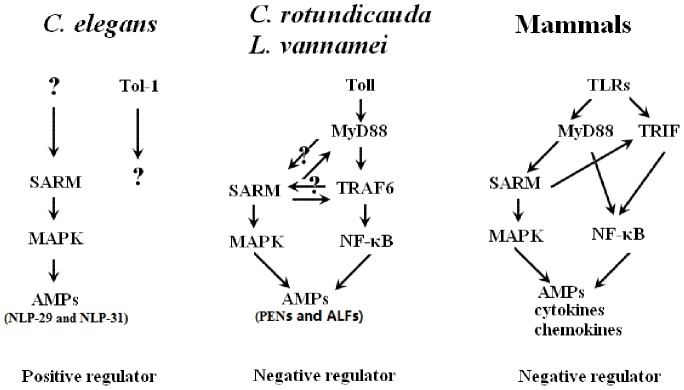 C. elegans
? Tol-1
?
SARM
MAPK
AMPs
(NLP-29 and NLP-31)
Positive regulator
C. rotundicauda
L. vannamei
Toll
MyD88
?
?
SARM TRAF6
MAPK NF-κB
AMPs
(PENs and ALFs)
Negative regulator
Mammals
TLRs
MyD88 TRIF
SARM
MAPK NF-κB
AMPs
cytokines
chemokines
Negative regulator